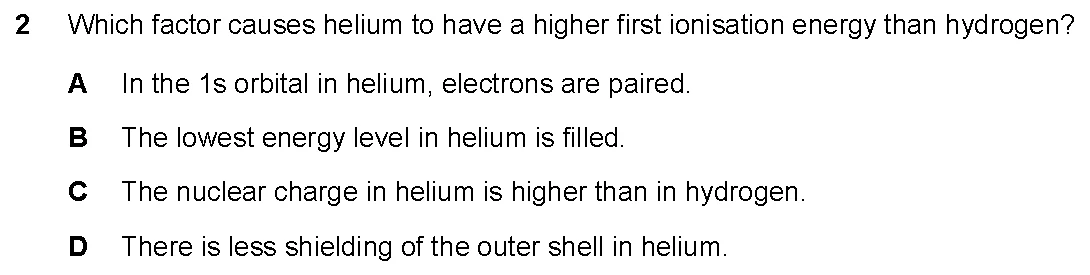 2 Which factor causes helium to have a higher first ionisation energy than hydrogen?
A In the 1s orbital in helium, electrons are paired.
B The lowest energy level in helium is filled.
C The nuclear charge in helium is higher than in hydrogen.
D There is less shielding of the outer shell in helium.